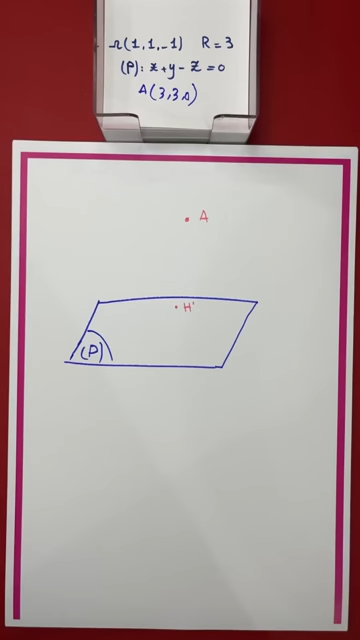 Ω(1,1,-1) R=3
(P): x+y-z=0
A(3,3,1)
A
H'
(P)